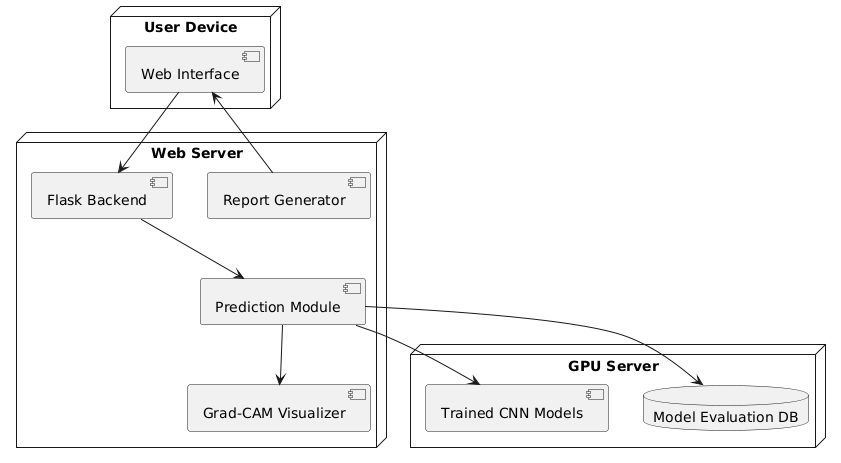 User Device
Web Interface
Web Server
Flask Backend
Report Generator
Prediction Module
GPU Server
Grad-CAM Visualizer
Trained CNN Models
Model Evaluation DB